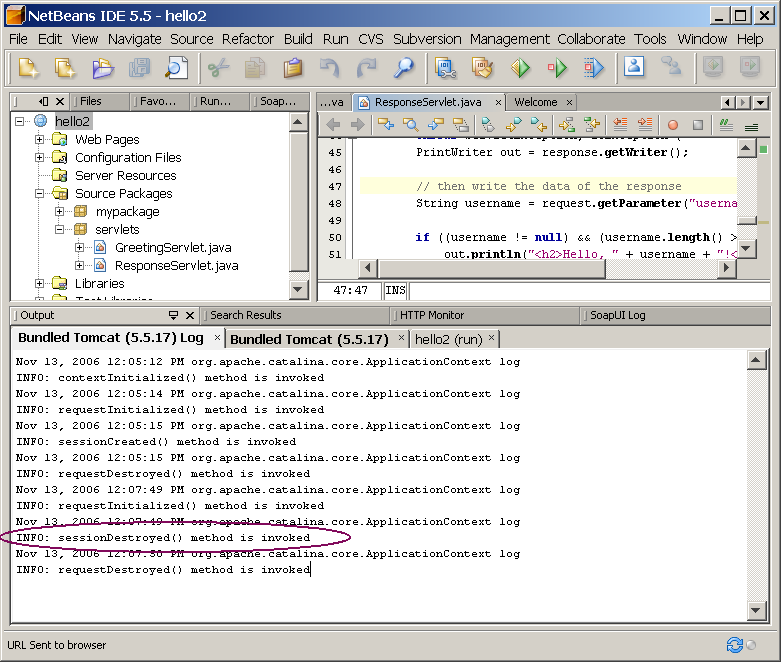 NetBeans IDE 5.5 - hello2
File Edit View Navigate Source Refactor Build Run CVS Subversion Management Collaborate Tools Window Help
Files Favo... Run... Soap...
hello2
Web Pages
Configuration Files
Server Resources
Source Packages
mypackage
servlets
GreetingServlet.java
ResponseServlet.java
Libraries
...va ResponseServlet.java Welcome
45 PrintWriter out = response.getWriter();
46
47 // then write the data of the response
48 String username = request.getParameter("userna
49
50 if ((username != null) && (username.length() >
51 out.println("<h2>Hello, " + username + "!<
47:47 INS
Output Search Results HTTP Monitor SoapUI Log
Bundled Tomcat (5.5.17) Log Bundled Tomcat (5.5.17) hello2 (run)
Nov 13, 2006 12:05:12 PM org.apache.catalina.core.ApplicationContext log
INFO: contextInitialized() method is invoked
Nov 13, 2006 12:05:14 PM org.apache.catalina.core.ApplicationContext log
INFO: requestInitialized() method is invoked
Nov 13, 2006 12:05:15 PM org.apache.catalina.core.ApplicationContext log
INFO: sessionCreated() method is invoked
Nov 13, 2006 12:05:15 PM org.apache.catalina.core.ApplicationContext log
INFO: requestDestroyed() method is invoked
Nov 13, 2006 12:07:49 PM org.apache.catalina.core.ApplicationContext log
INFO: requestInitialized() method is invoked
Nov 13, 2006 12:07:49 PM org.apache.catalina.core.ApplicationContext log
INFO: sessionDestroyed() method is invoked
Nov 13, 2006 12:07:50 PM org.apache.catalina.core.ApplicationContext log
INFO: requestDestroyed() method is invoked
URL Sent to browser